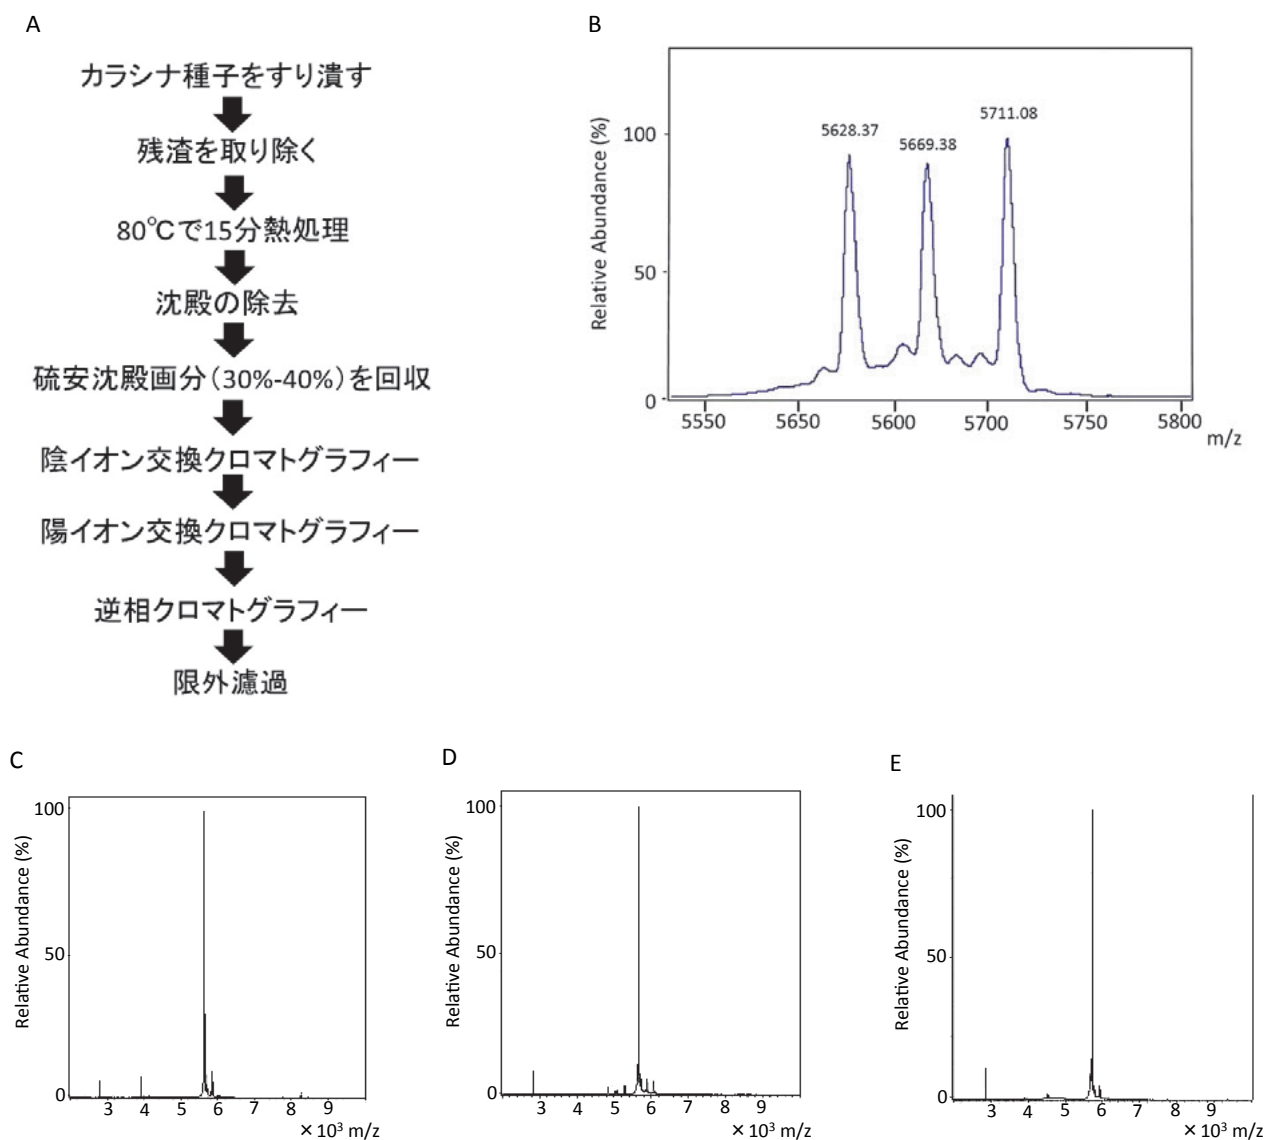 A
カラシナ種子をすり潰す
残渣を取り除く
80℃で15分熱処理
沈殿の除去
硫安沈殿画分(30%-40%)を回収
陰イオン交換クロマトグラフィー
陽イオン交換クロマトグラフィー
逆相クロマトグラフィー
限外濾過
B
Relative Abundance (%)
100
50
0
5628.37
5669.38
5711.08
5550 5650 5600 5700 5750 5800
m/z
C
Relative Abundance (%)
100
50
0
3 4 5 6 7 8 9
×10³ m/z
D
Relative Abundance (%)
100
50
0
3 4 5 6 7 8 9
×10³ m/z
E
Relative Abundance (%)
100
50
0
3 4 5 6 7 8 9
×10³ m/z